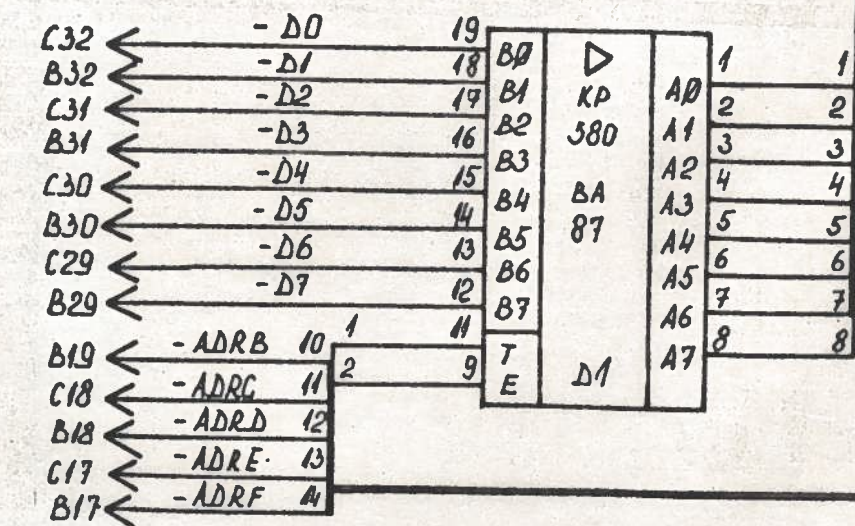 C32 - D0 19 B0 ▷ A0 1 1
B32 - D1 18 B1 КР A1 2 2
C31 - D2 17 B2 580 A2 3 3
B31 - D3 16 B3 ВА A3 4 4
C30 - D4 15 B4 87 A4 5 5
B30 - D5 14 B5 A5 6 6
C29 - D6 13 B6 A6 7 7
B29 - D7 12 B7 A7 8 8
1 11 T
2 9 E D1
B19 - ADRB 10
C18 - ADRC 11
B18 - ADRD 12
C17 - ADRE 13
B17 - ADRF 14